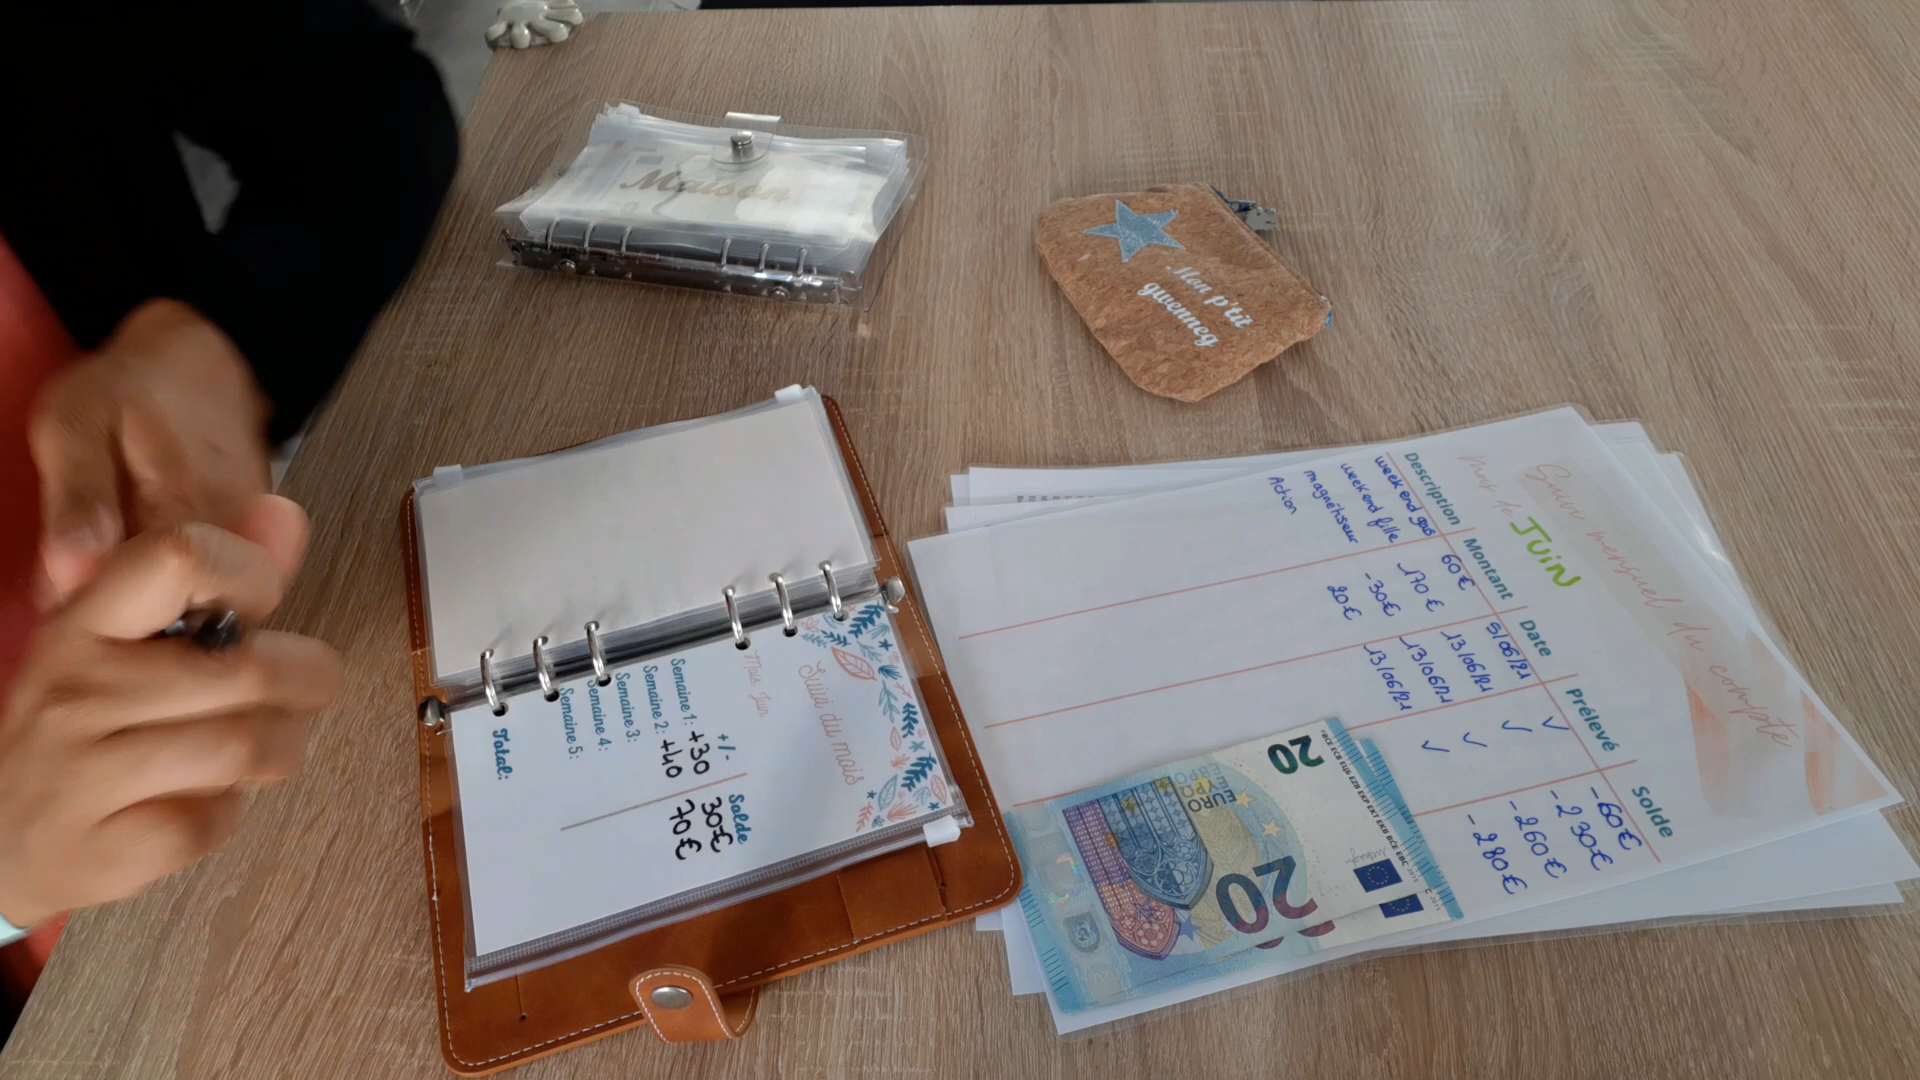 Maison
Mon p'tit
gwenneg
Suivi mensuel du compte
mois de JUiN
Description Montant Date Prélevé Solde
week end gas 60€ 5/06/21 ✓ -60€
week end fille 170€ 13/06/21 ✓ -230€
magnétiseur -30€ 13/06/21 ✓ -260€
Action 20€ 13/06/21 ✓ -280€
Suivi du mois
Mois Juin
+/- Solde
Semaine 1: +30 30€
Semaine 2: +40 70€
Semaine 3:
Semaine 4:
Semaine 5:
Total:
20
EURO
ΕΥΡΩ
ЕВРО
20